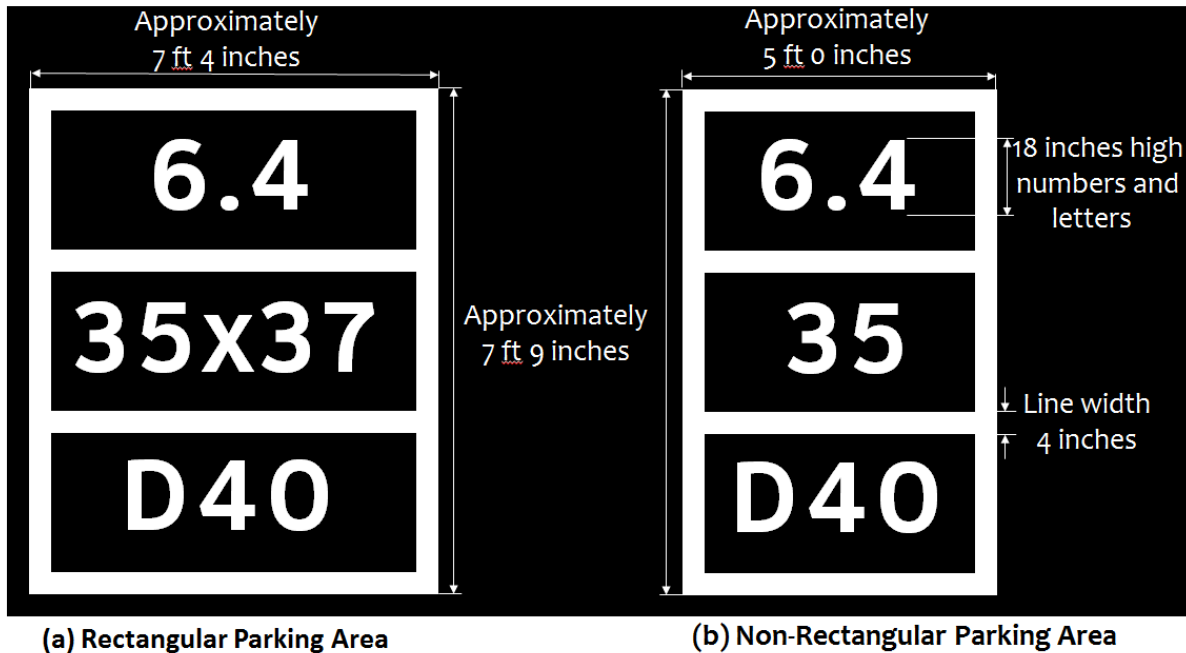 Approximately
7 ft 4 inches
6.4
35x37
D40
Approximately
7 ft 9 inches
(a) Rectangular Parking Area
Approximately
5 ft 0 inches
6.4
35
D40
18 inches high
numbers and
letters
Line width
4 inches
(b) Non-Rectangular Parking Area